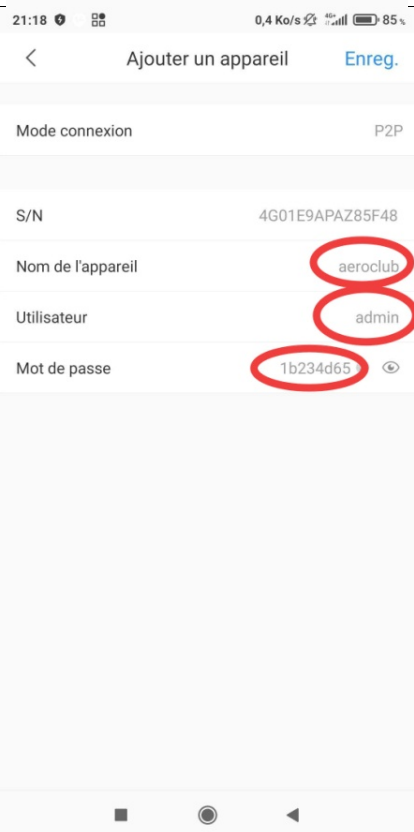 21:18 0,4 Ko/s 4G+ 85 %
Ajouter un appareil Enreg.
Mode connexion P2P
S/N 4G01E9APAZ85F48
Nom de l'appareil aeroclub
Utilisateur admin
Mot de passe 1b234d65